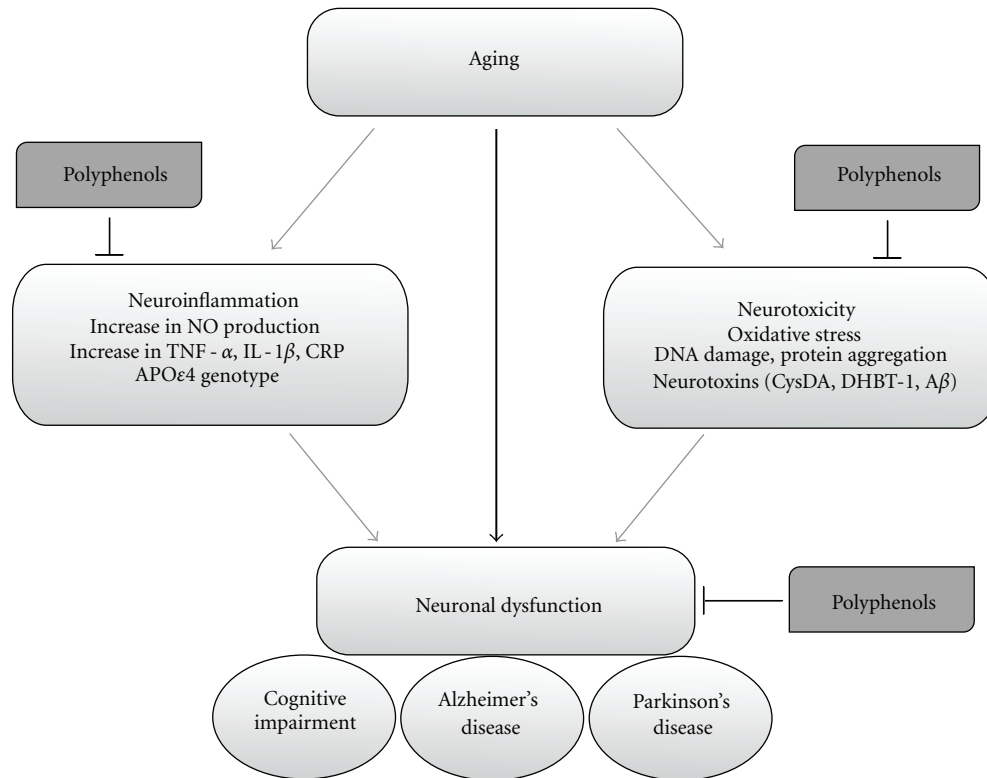 Aging
Polyphenols
Polyphenols
Neuroinflammation
Increase in NO production
Increase in TNF - α, IL - 1β, CRP
APOε4 genotype
Neurotoxicity
Oxidative stress
DNA damage, protein aggregation
Neurotoxins (CysDA, DHBT-1, Aβ)
Neuronal dysfunction
Polyphenols
Cognitive
impairment
Alzheimer's
disease
Parkinson's
disease